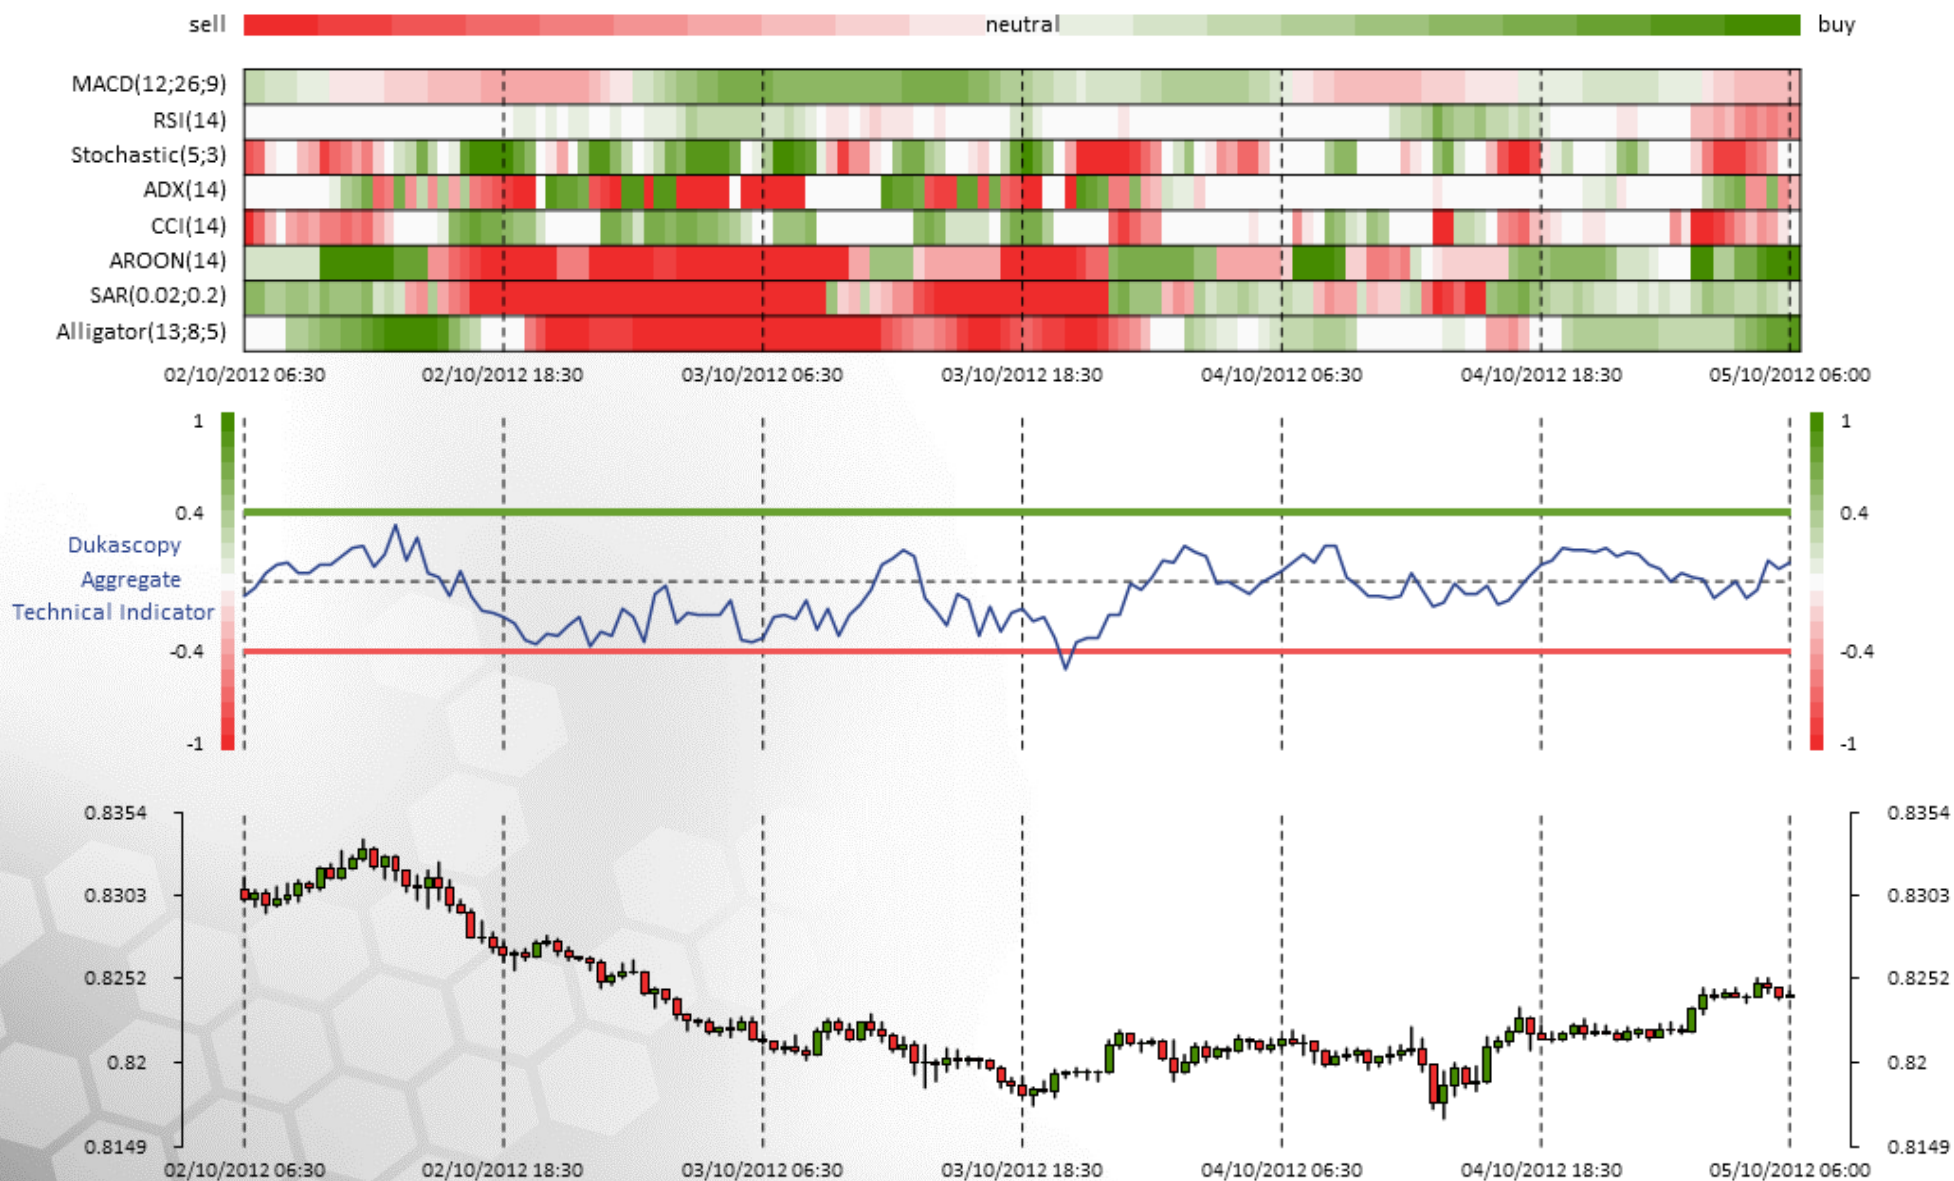 sell neutral buy
MACD(12;26;9)
RSI(14)
Stochastic(5;3)
ADX(14)
CCI(14)
AROON(14)
SAR(0.02;0.2)
Alligator(13;8;5)
02/10/2012 06:30 02/10/2012 18:30 03/10/2012 06:30 03/10/2012 18:30 04/10/2012 06:30 04/10/2012 18:30 05/10/2012 06:00
1 1
0.4 0.4
Dukascopy
Aggregate
Technical Indicator
-0.4 -0.4
-1 -1
0.8354 0.8354
0.8303 0.8303
0.8252 0.8252
0.82 0.82
0.8149 0.8149
02/10/2012 06:30 02/10/2012 18:30 03/10/2012 06:30 03/10/2012 18:30 04/10/2012 06:30 04/10/2012 18:30 05/10/2012 06:00